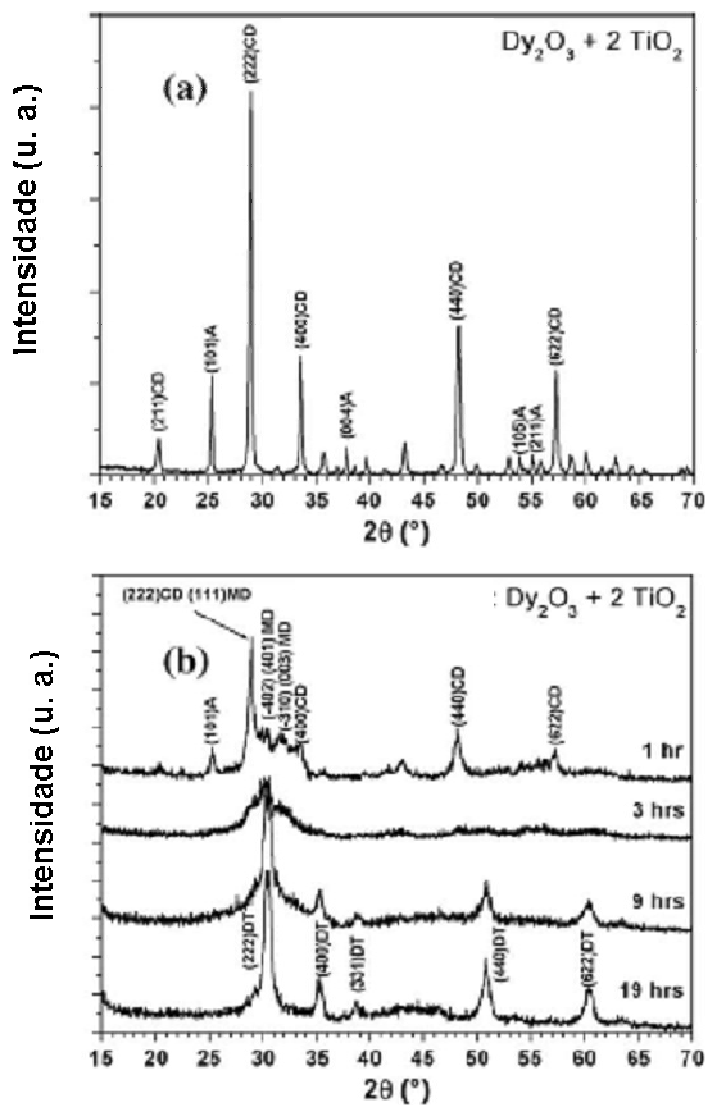 Dy₂O₃ + 2 TiO₂
(a)
(222)CD
(211)CD
(101)A
(400)CD
(004)A
(440)CD
(105)A
(211)A
(622)CD
Intensidade (u. a.)
15 20 25 30 35 40 45 50 55 60 65 70
2θ (°)
(222)CD (111)MD
: Dy₂O₃ + 2 TiO₂
(b)
(101)A
(-402) (401) MD
(-310) (003) MD
(400)CD
(440)CD
(622)CD
1 hr
3 hrs
9 hrs
(222)DT
(400)DT
(331)DT
(440)DT
(622)DT
19 hrs
Intensidade (u. a.)
15 20 25 30 35 40 45 50 55 60 65 70
2θ (°)